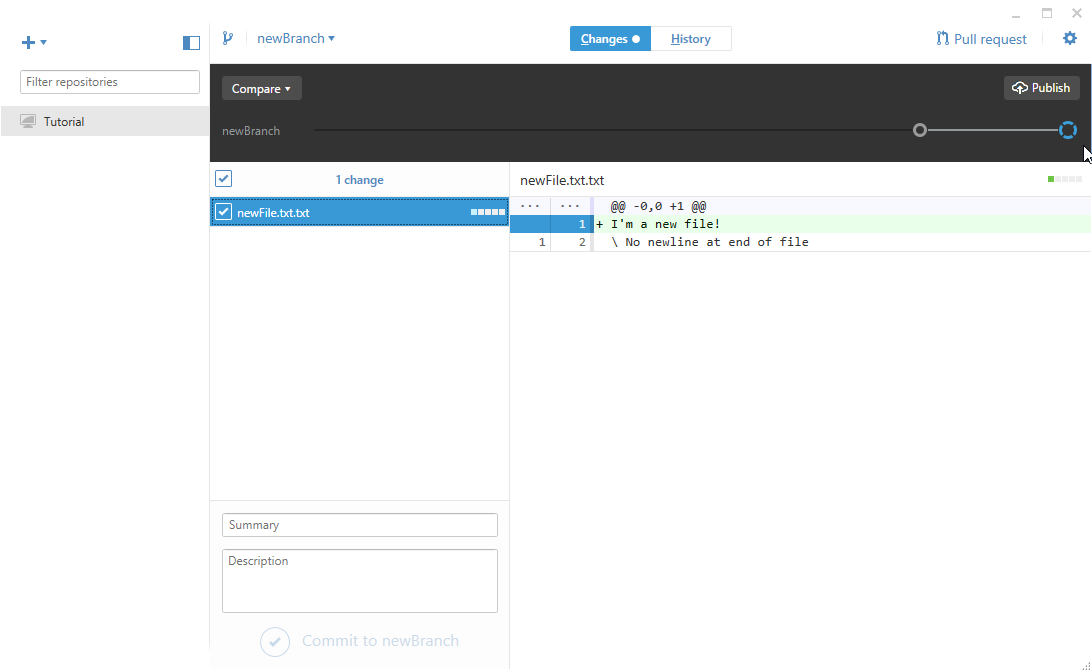 newBranch
Changes
History
Pull request
Filter repositories
Tutorial
Compare
Publish
newBranch
1 change
newFile.txt.txt
newFile.txt.txt
... ... @@ -0,0 +1 @@
1 + I'm a new file!
1 2 \ No newline at end of file
Summary
Description
Commit to newBranch